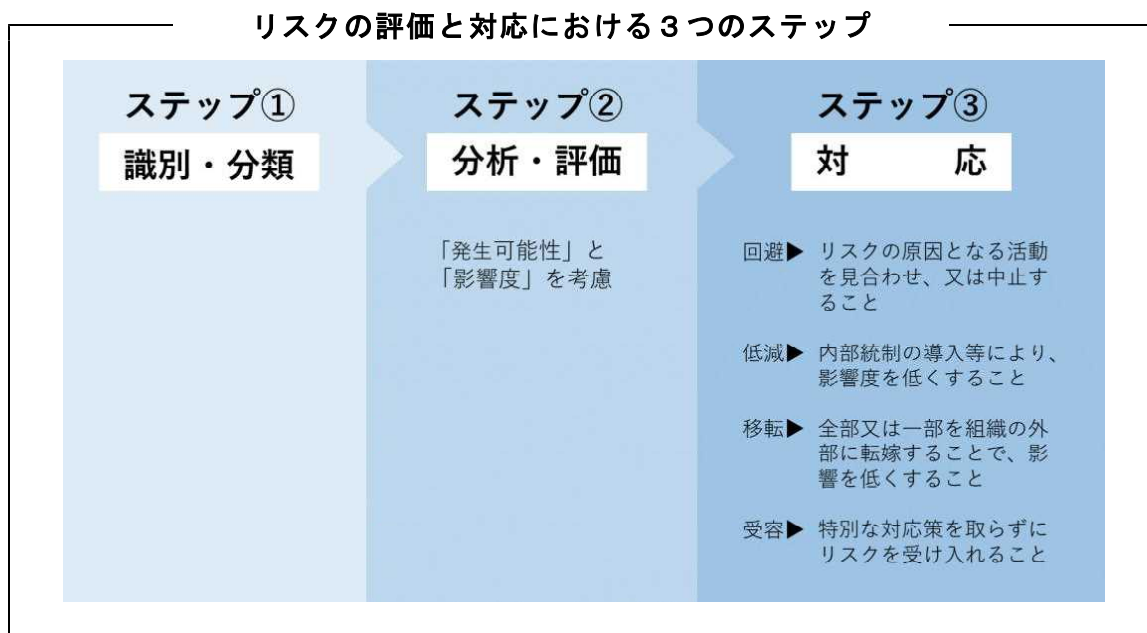 リスクの評価と対応における３つのステップ
ステップ①
識別・分類
ステップ②
分析・評価
「発生可能性」と
「影響度」を考慮
ステップ③
対　　　応
回避▶ リスクの原因となる活動
を見合わせ、又は中止す
ること
低減▶ 内部統制の導入等により、
影響度を低くすること
移転▶ 全部又は一部を組織の外
部に転嫁することで、影
響を低くすること
受容▶ 特別な対応策を取らずに
リスクを受け入れること